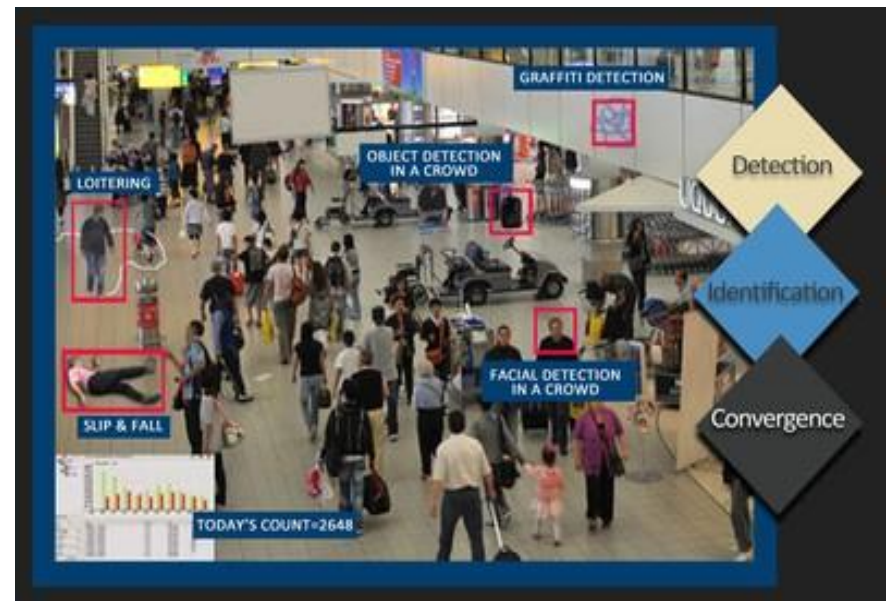 GRAFFITI DETECTION
OBJECT DETECTION
IN A CROWD
Detection
LOITERING
Identification
FACIAL DETECTION
IN A CROWD
Convergence
SLIP & FALL
TODAY'S COUNT=2648